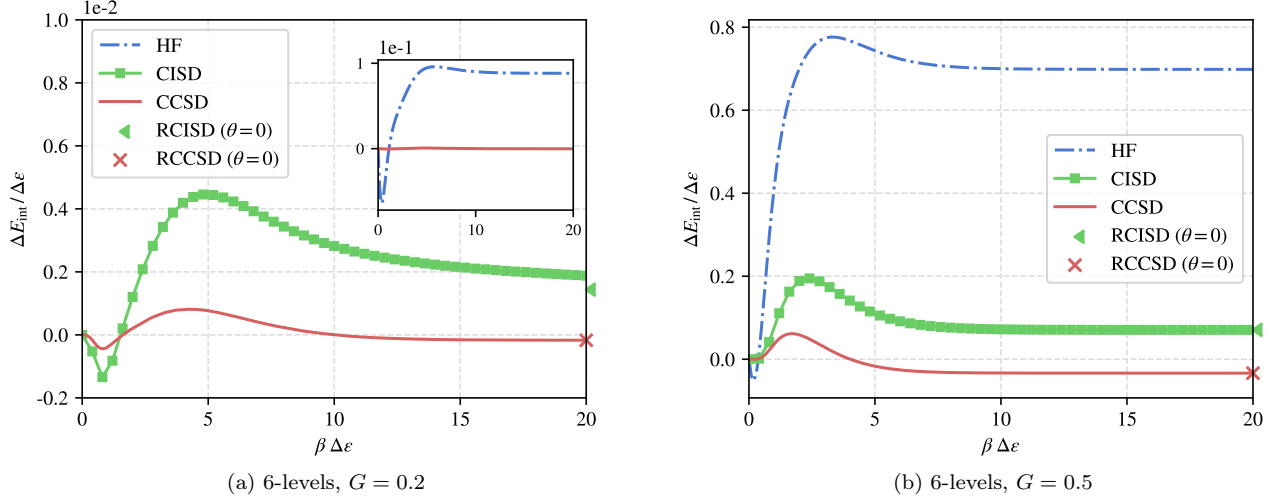 1e-2
1.0
0.8
0.6
0.4
0.2
0.0
-0.2
ΔE_int / Δε
HF
CISD
CCSD
RCISD (θ=0)
RCCSD (θ=0)
1e-1
1
0
0 10 20
0 5 10 15 20
β Δε
(a) 6-levels, G = 0.2
0.8
0.6
0.4
0.2
0.0
ΔE_int / Δε
HF
CISD
CCSD
RCISD (θ=0)
RCCSD (θ=0)
0 5 10 15 20
β Δε
(b) 6-levels, G = 0.5